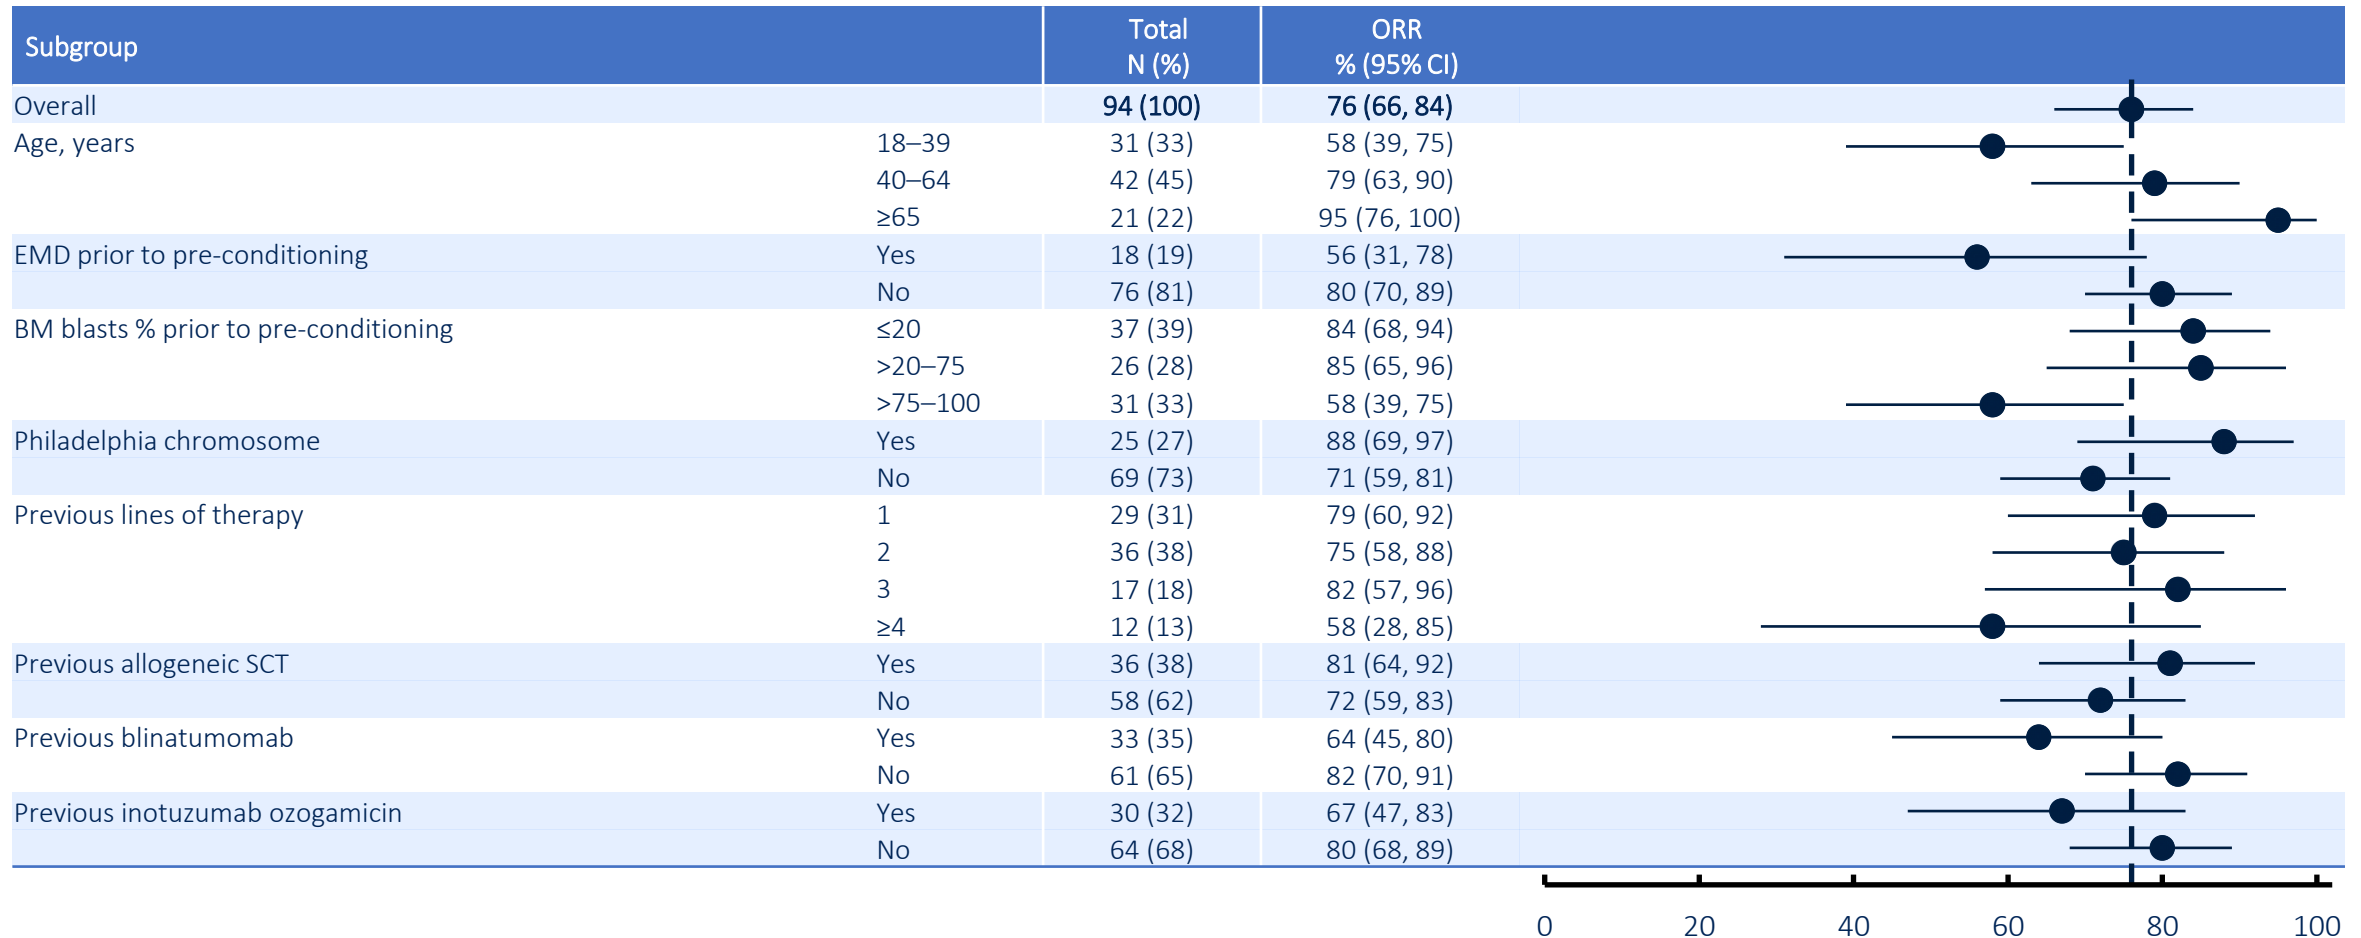 Subgroup Total N (%) ORR % (95% CI)
Overall 94 (100) 76 (66, 84)
Age, years 18–39 31 (33) 58 (39, 75)
40–64 42 (45) 79 (63, 90)
≥65 21 (22) 95 (76, 100)
EMD prior to pre-conditioning Yes 18 (19) 56 (31, 78)
No 76 (81) 80 (70, 89)
BM blasts % prior to pre-conditioning ≤20 37 (39) 84 (68, 94)
>20–75 26 (28) 85 (65, 96)
>75–100 31 (33) 58 (39, 75)
Philadelphia chromosome Yes 25 (27) 88 (69, 97)
No 69 (73) 71 (59, 81)
Previous lines of therapy 1 29 (31) 79 (60, 92)
2 36 (38) 75 (58, 88)
3 17 (18) 82 (57, 96)
≥4 12 (13) 58 (28, 85)
Previous allogeneic SCT Yes 36 (38) 81 (64, 92)
No 58 (62) 72 (59, 83)
Previous blinatumomab Yes 33 (35) 64 (45, 80)
No 61 (65) 82 (70, 91)
Previous inotuzumab ozogamicin Yes 30 (32) 67 (47, 83)
No 64 (68) 80 (68, 89)
0 20 40 60 80 100